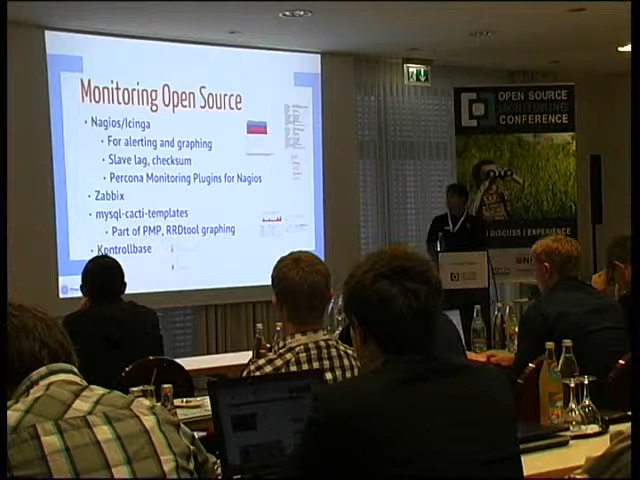 Monitoring Open Source
• Nagios/Icinga
• For alerting and graphing
• Slave lag, checksum
• Percona Monitoring Plugins for Nagios
• Zabbix
• mysql-cacti-templates
• Part of PMP, RRDtool graphing
• Kontrollbase
OPEN SOURCE
MONITORING
CONFERENCE
DISCUSS | EXPERIENCE